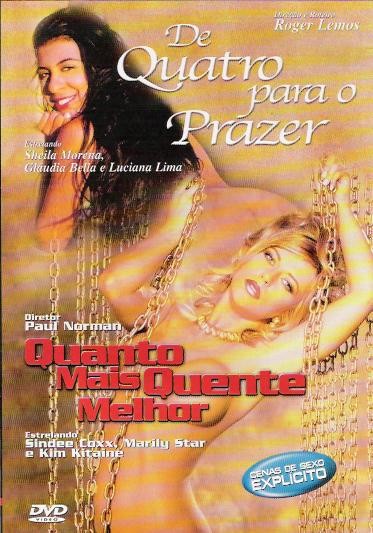 Direção e Roteiro
Roger Lemos
De
Quatro
para o
Prazer
Estrelando
Sheila Morena,
Gláudia Bella e Luciana Lima
Diretor
Paul Norman
Quanto
Mais Quente
Melhor
Estrelando
Sindee Coxx, Marily Star
e Kim Kitaine
CENAS DE SEXO
EXPLÍCITO
DVD
VIDEO